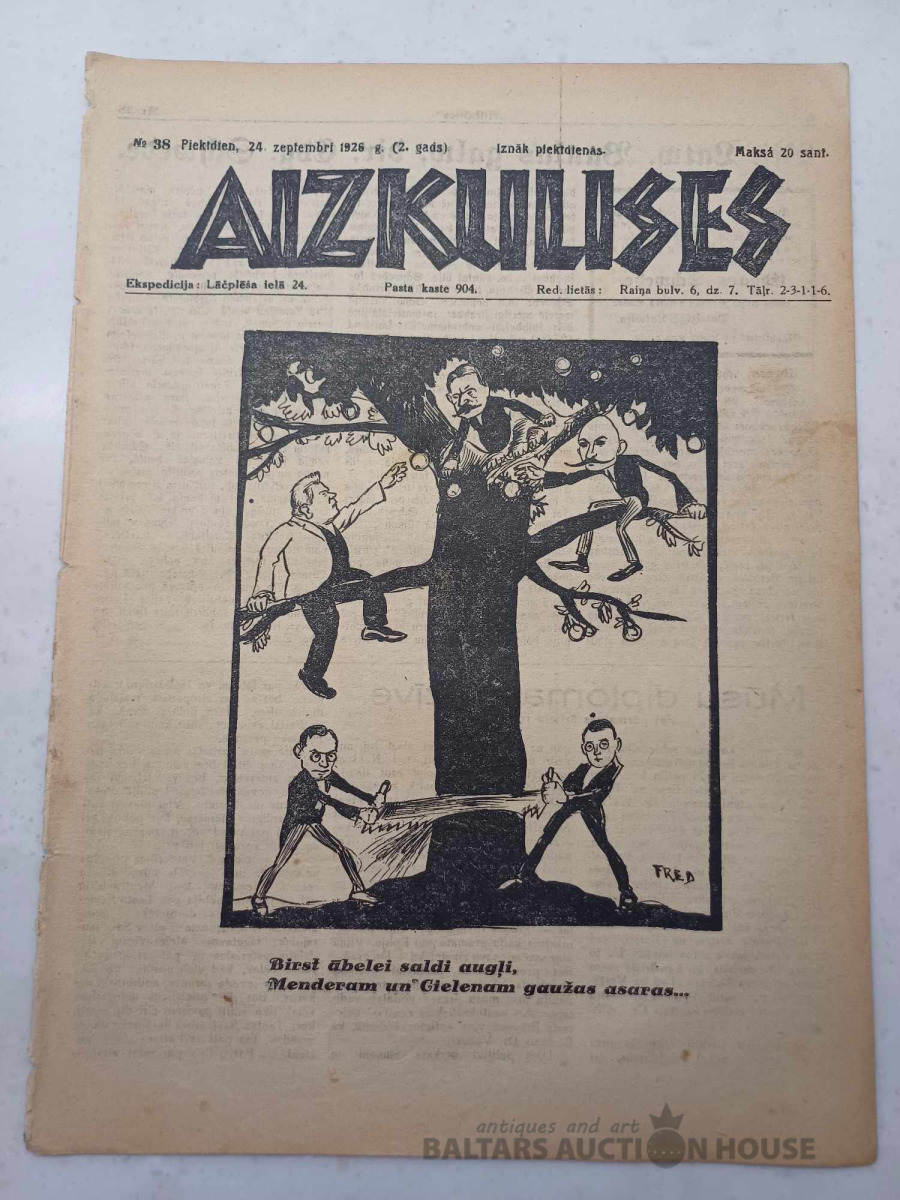 № 38 Piektdien, 24. zeptembrī 1926 g. (2. gads) Iznāk piektdienās. Maksā 20 sant.
AIZKULISES
Ekspedicija: Lāčplēša ielā 24. Pasta kaste 904. Red. lietās: Raiņa bulv. 6, dz. 7. Tāļr. 2-3-1-1-6.
FRED
Birst ābelei saldi augļi,
Menderam un Cielenam gaužas asaras...
antiques and art
BALTARS AUCTION HOUSE